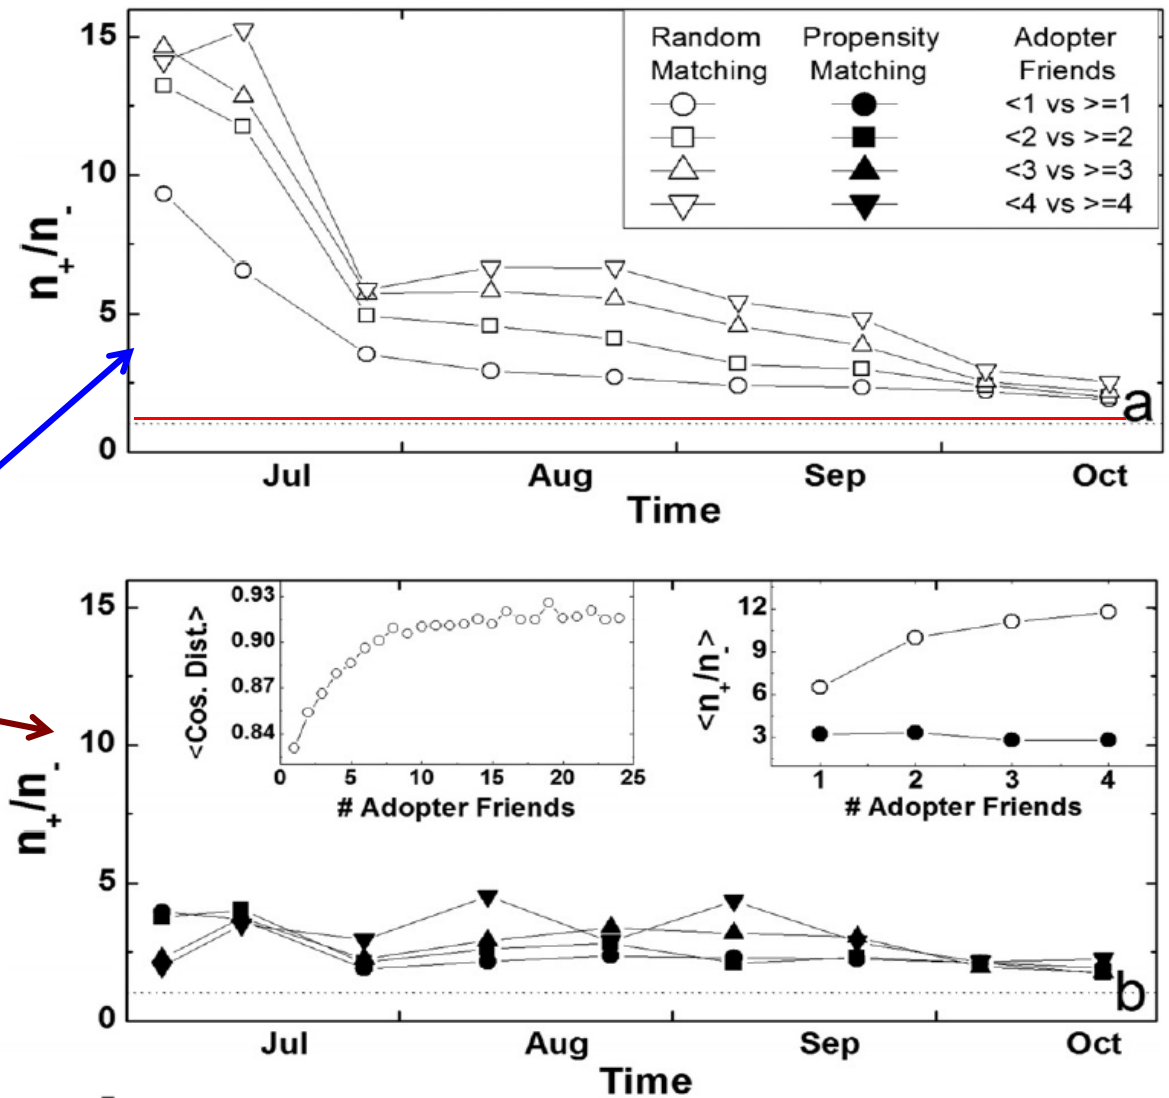 15
10
5
0
n+/n-
Random Matching
Propensity Matching
Adopter Friends
<1 vs >=1
<2 vs >=2
<3 vs >=3
<4 vs >=4
a
Jul Aug Sep Oct
Time
15
10
5
0
n+/n-
0.93
0.90
0.87
0.84
<Cos. Dist.>
0 5 10 15 20 25
# Adopter Friends
12
9
6
3
<n+/n->
1 2 3 4
# Adopter Friends
b
Jul Aug Sep Oct
Time